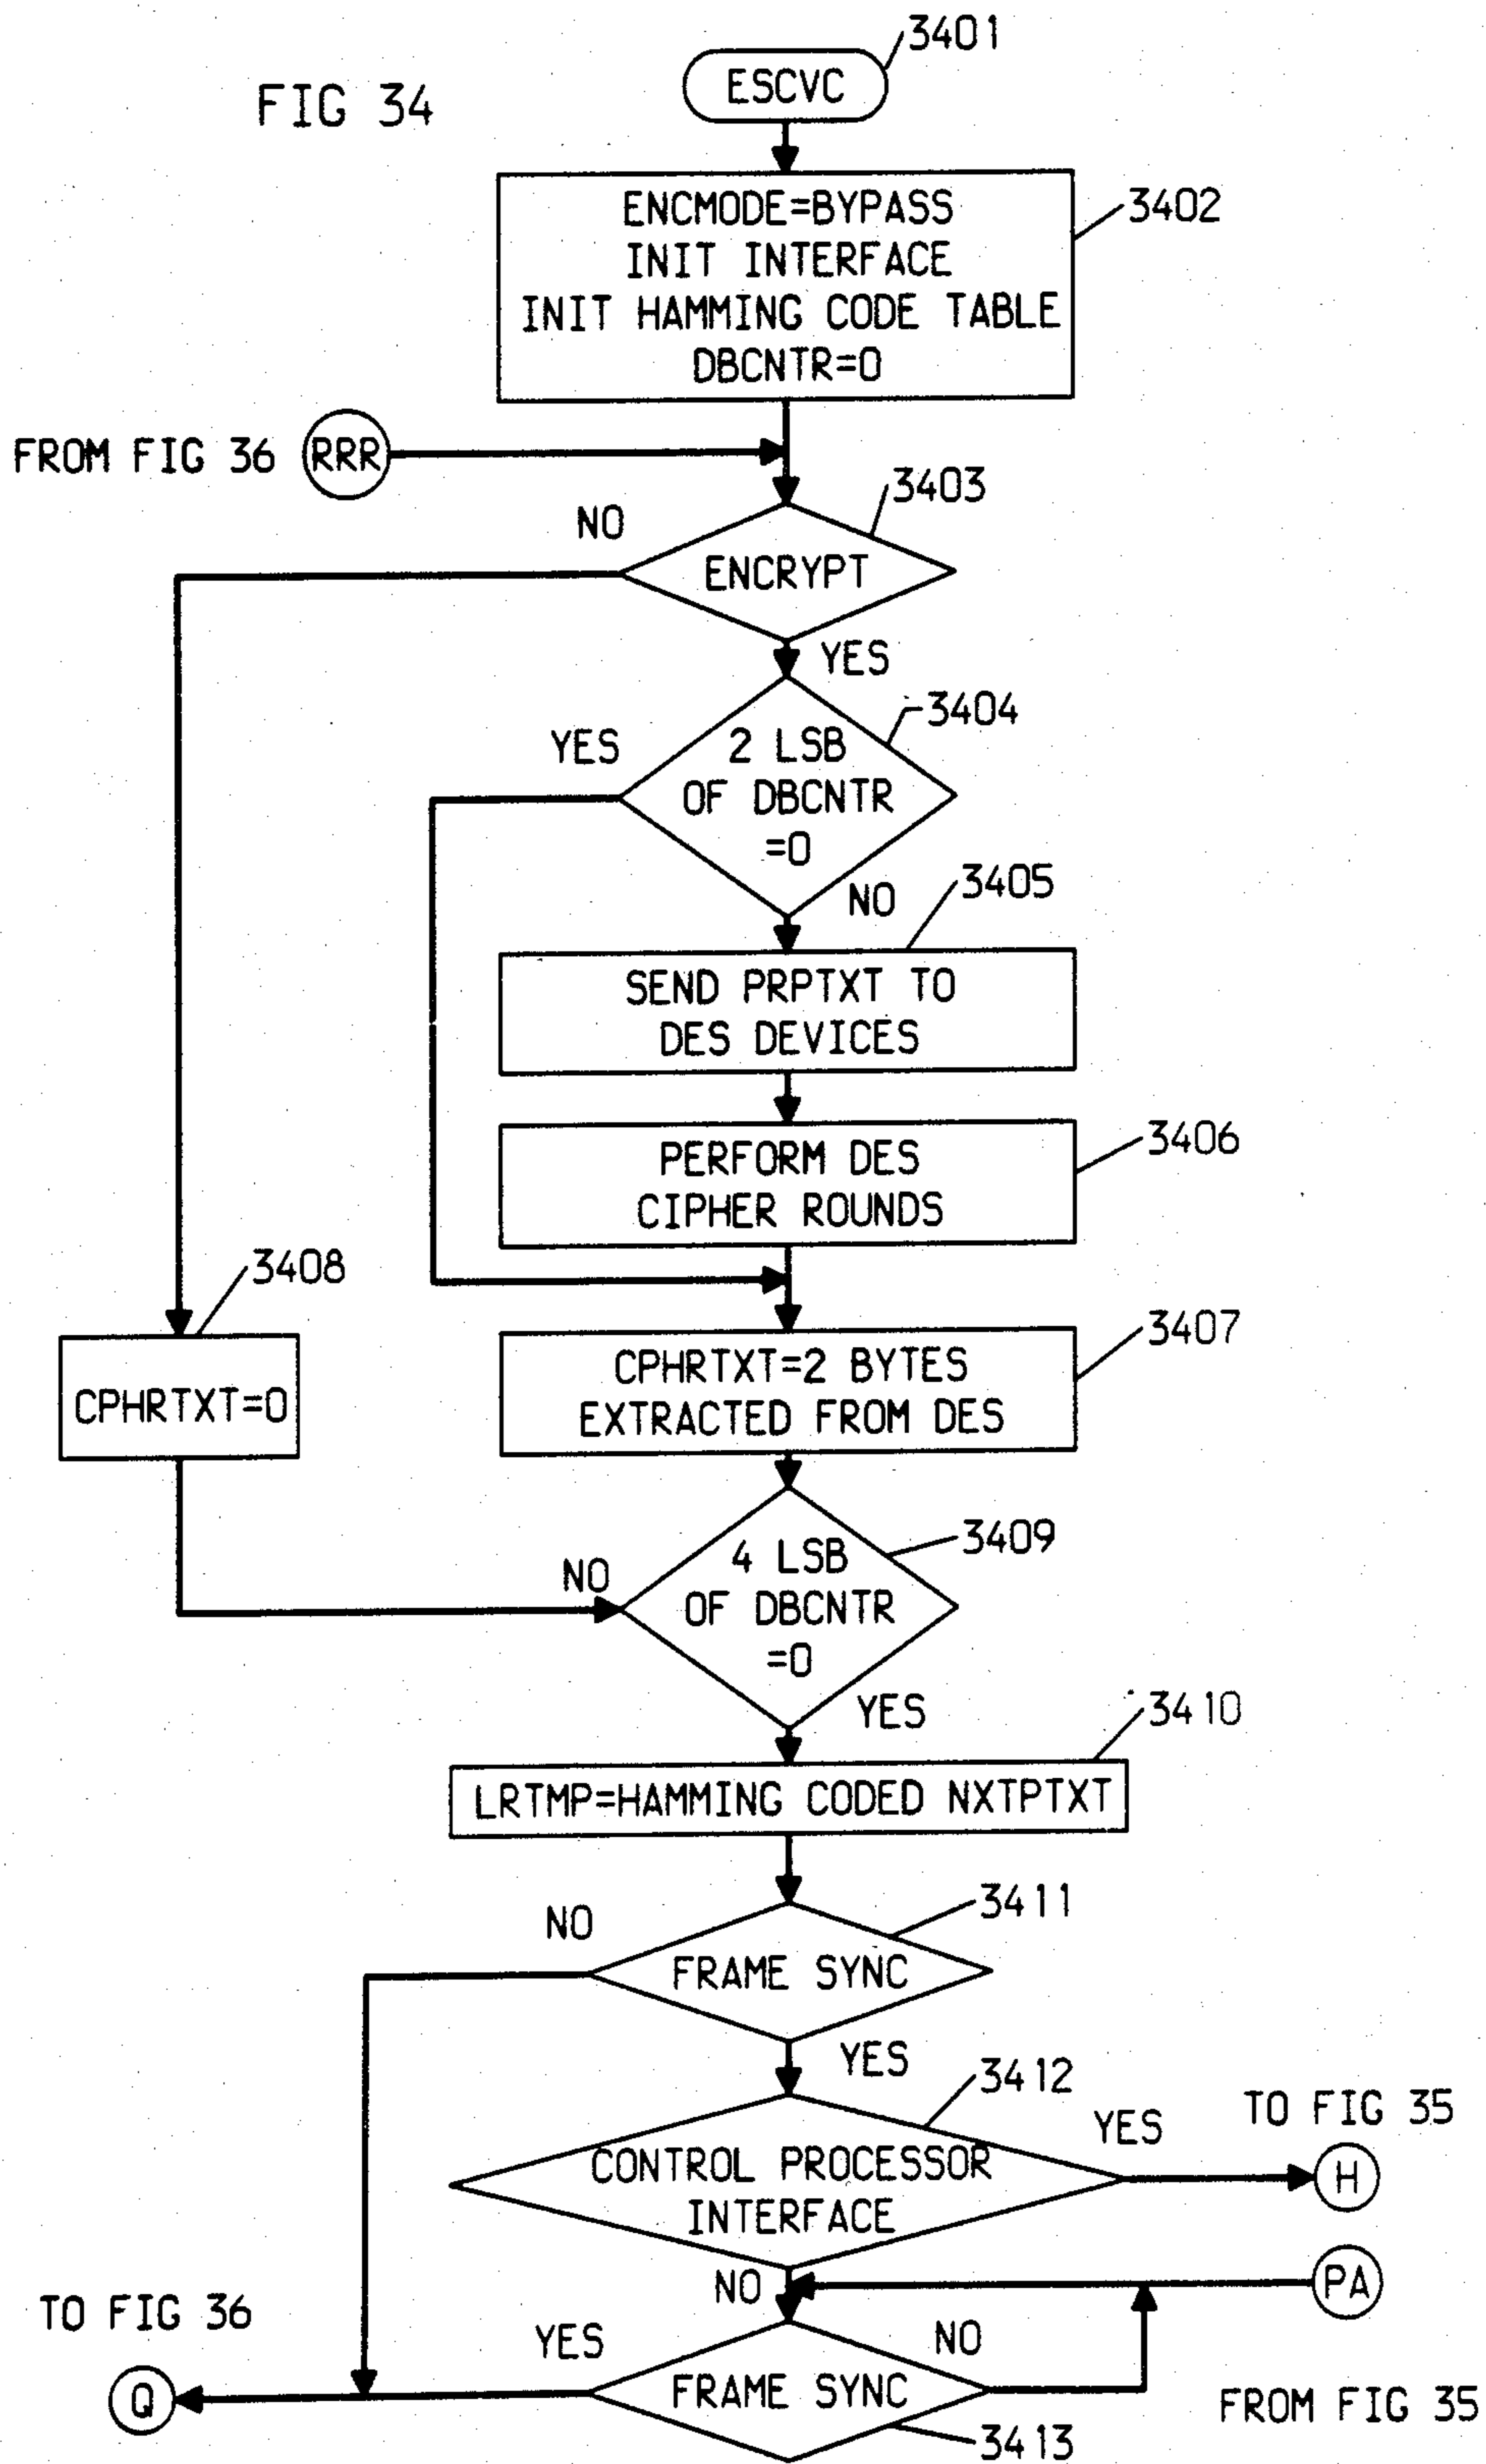 3401
ESCVC
FIG 34
ENCMODE=BYPASS
INIT INTERFACE
INIT HAMMING CODE TABLE
DBCNTR=0
3402
FROM FIG 36
RRR
3403
NO
ENCRYPT
YES
3404
YES
2 LSB
OF DBCNTR
=0
NO
3405
SEND PRPTXT TO
DES DEVICES
PERFORM DES
CIPHER ROUNDS
3406
3408
CPHRTXT=0
CPHRTXT=2 BYTES
EXTRACTED FROM DES
3407
3409
4 LSB
OF DBCNTR
=0
NO
YES
3410
LRTMP=HAMMING CODED NXTPTXT
3411
NO
FRAME SYNC
YES
3412
CONTROL PROCESSOR
INTERFACE
YES
TO FIG 35
H
NO
PA
TO FIG 36
YES
NO
Q
FRAME SYNC
FROM FIG 35
3413